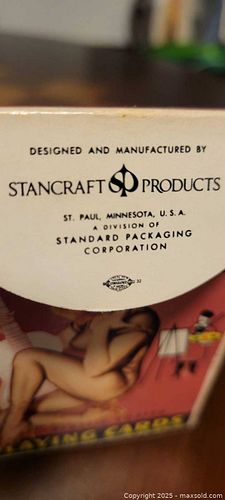 DESIGNED AND MANUFACTURED BY
STANCRAFT SP PRODUCTS
ST. PAUL, MINNESOTA, U. S. A.
A DIVISION OF
STANDARD PACKAGING
CORPORATION
32
PLAYING CARDS
Copyright 2025 - maxsold.com